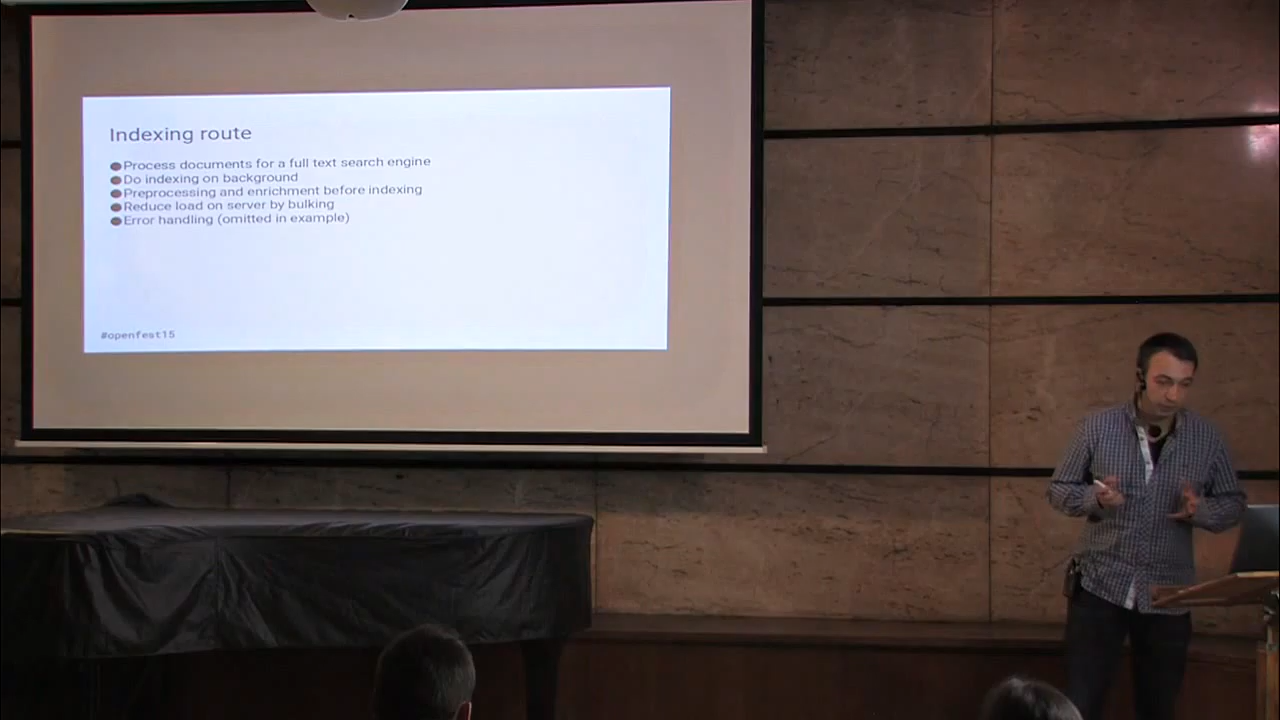 Indexing route
Process documents for a full text search engine
Do indexing on background
Preprocessing and enrichment before indexing
Reduce load on server by bulking
Error handling (omitted in example)
#openfest15